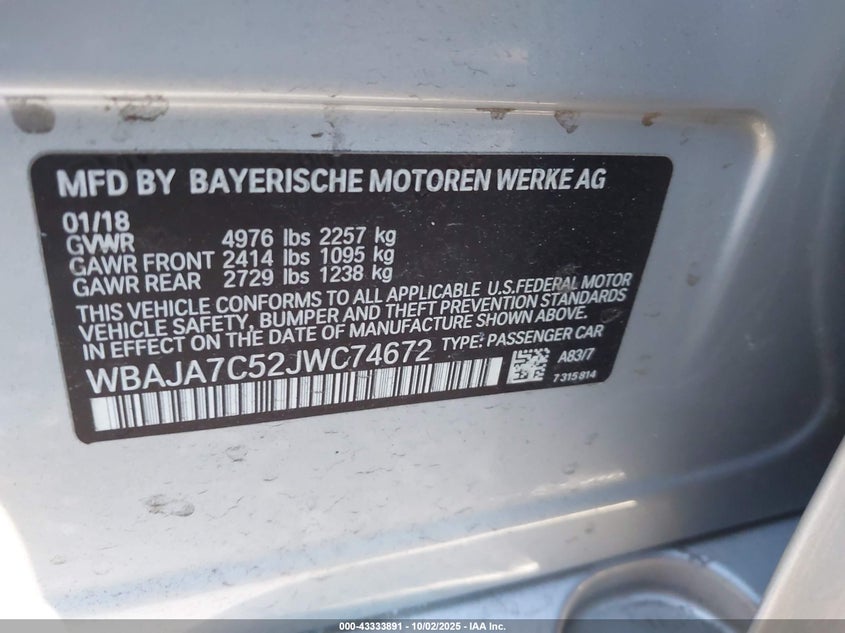 MFD BY BAYERISCHE MOTOREN WERKE AG
01/18
GVWR 4976 lbs 2257 kg
GAWR FRONT 2414 lbs 1095 kg
GAWR REAR 2729 lbs 1238 kg
THIS VEHICLE CONFORMS TO ALL APPLICABLE U.S.FEDERAL MOTOR
VEHICLE SAFETY, BUMPER AND THEFT PREVENTION STANDARDS
IN EFFECT ON THE DATE OF MANUFACTURE SHOWN ABOVE.
WBAJA7C52JWC74672 TYPE: PASSENGER CAR
A83/7
7 315 814
000-43333891 - 10/02/2025 - IAA Inc.